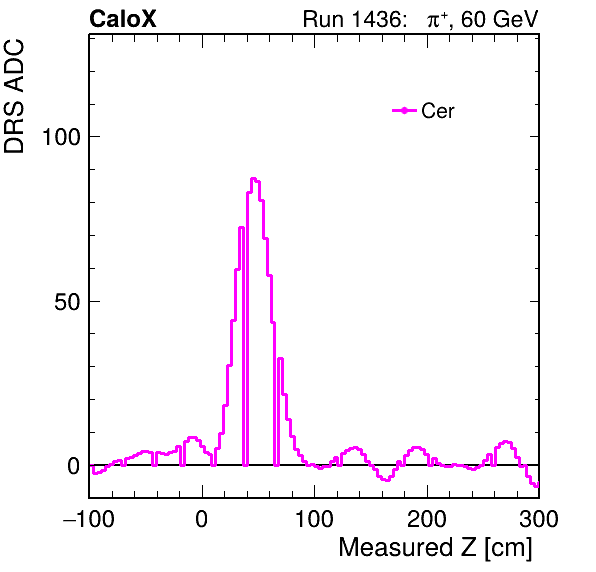 CaloX Run 1436: π⁺, 60 GeV
DRS ADC
Cer
100
50
0
−100 0 100 200 300
Measured Z [cm]